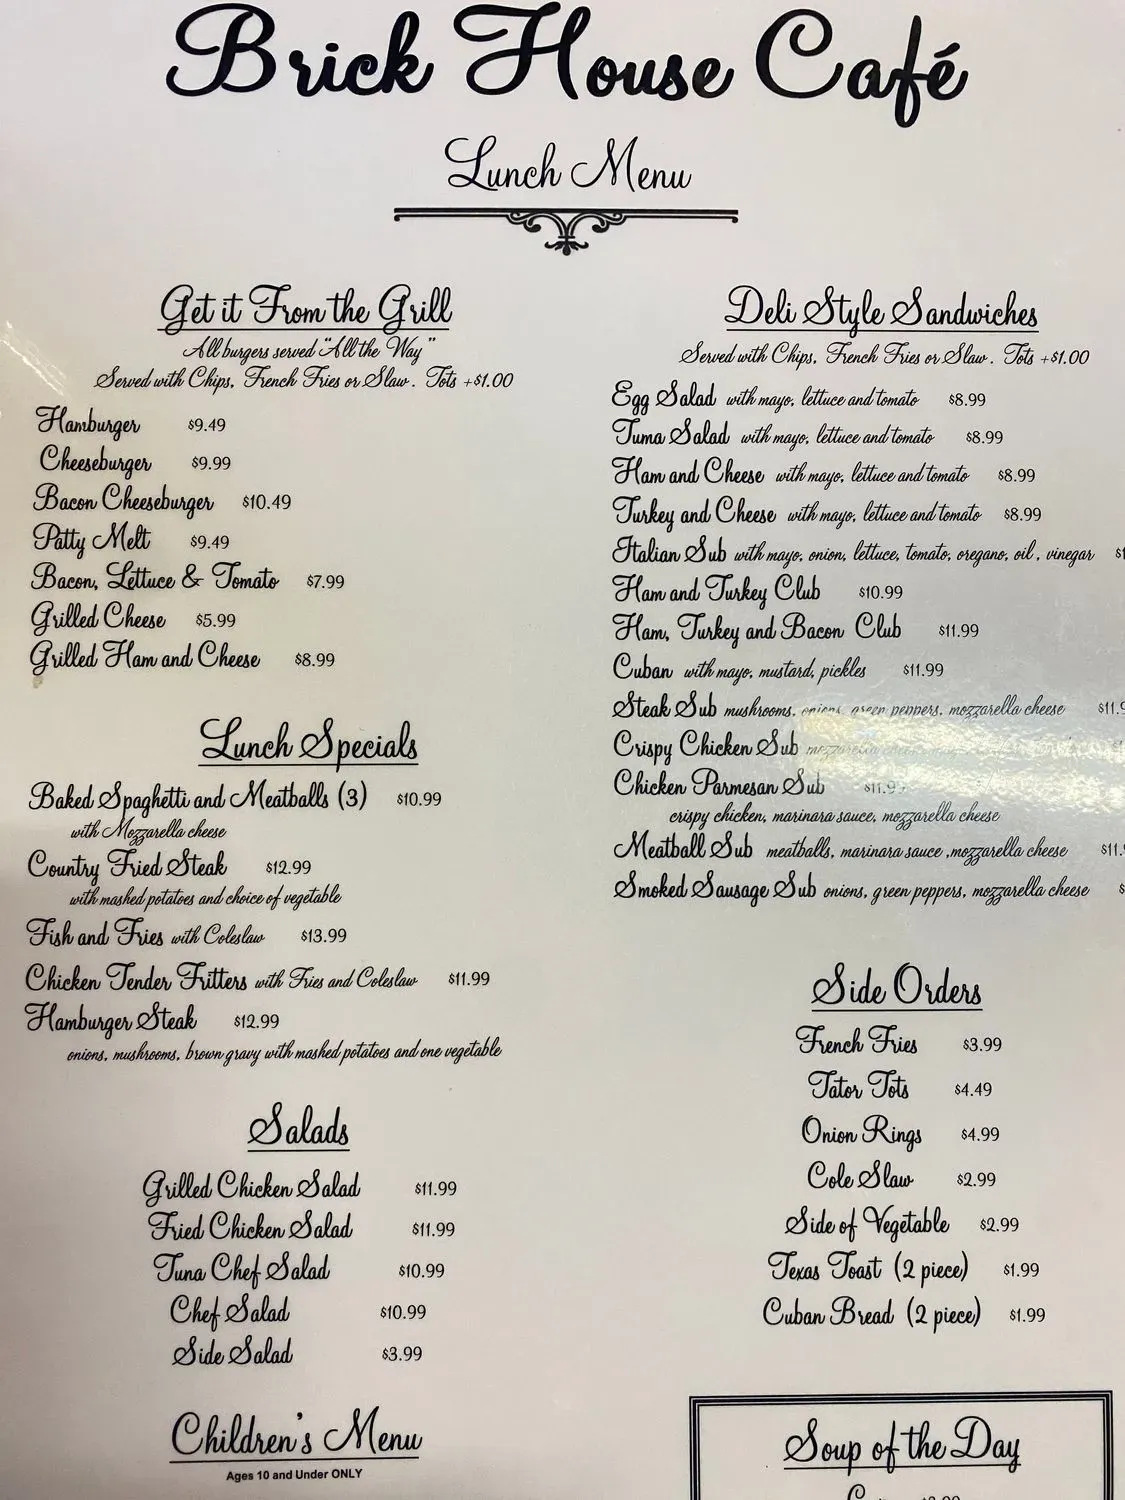 Brick House Café
Lunch Menu
Get it From the Grill
All burgers served "All the Way"
Served with Chips, French Fries or Slaw. Tots +$1.00
Hamburger $9.49
Cheeseburger $9.99
Bacon Cheeseburger $10.49
Patty Melt $9.49
Bacon, Lettuce & Tomato $7.99
Grilled Cheese $5.99
Grilled Ham and Cheese $8.99
Lunch Specials
Baked Spaghetti and Meatballs (3) $10.99
with Mozzarella cheese
Country Fried Steak $12.99
with mashed potatoes and choice of vegetable
Fish and Fries with Coleslaw $13.99
Chicken Tender Fritters with Fries and Coleslaw $11.99
Hamburger Steak $12.99
onions, mushrooms, brown gravy with mashed potatoes and one vegetable
Salads
Grilled Chicken Salad $11.99
Fried Chicken Salad $11.99
Tuna Chef Salad $10.99
Chef Salad $10.99
Side Salad $3.99
Children's Menu
Ages 10 and Under ONLY
Deli Style Sandwiches
Served with Chips, French Fries or Slaw. Tots +$1.00
Egg Salad with mayo, lettuce and tomato $8.99
Tuma Salad with mayo, lettuce and tomato $8.99
Ham and Cheese with mayo, lettuce and tomato $8.99
Turkey and Cheese with mayo, lettuce and tomato $8.99
Italian Sub with mayo, onion, lettuce, tomato, oregano, oil, vinegar
Ham and Turkey Club $10.99
Ham, Turkey and Bacon Club $11.99
Cuban with mayo, mustard, pickles $11.99
Steak Sub mushrooms, onions, green peppers, mozzarella cheese
Crispy Chicken Sub mozzarella
Chicken Parmesan Sub
crispy chicken, marinara sauce, mozzarella cheese
Meatball Sub meatballs, marinara sauce ,mozzarella cheese
Smoked Sausage Sub onions, green peppers, mozzarella cheese
Side Orders
French Fries $3.99
Tator Tots $4.49
Onion Rings $4.99
Cole Slaw $2.99
Side of Vegetable $2.99
Texas Toast (2 piece) $1.99
Cuban Bread (2 piece) $1.99
Soup of the Day